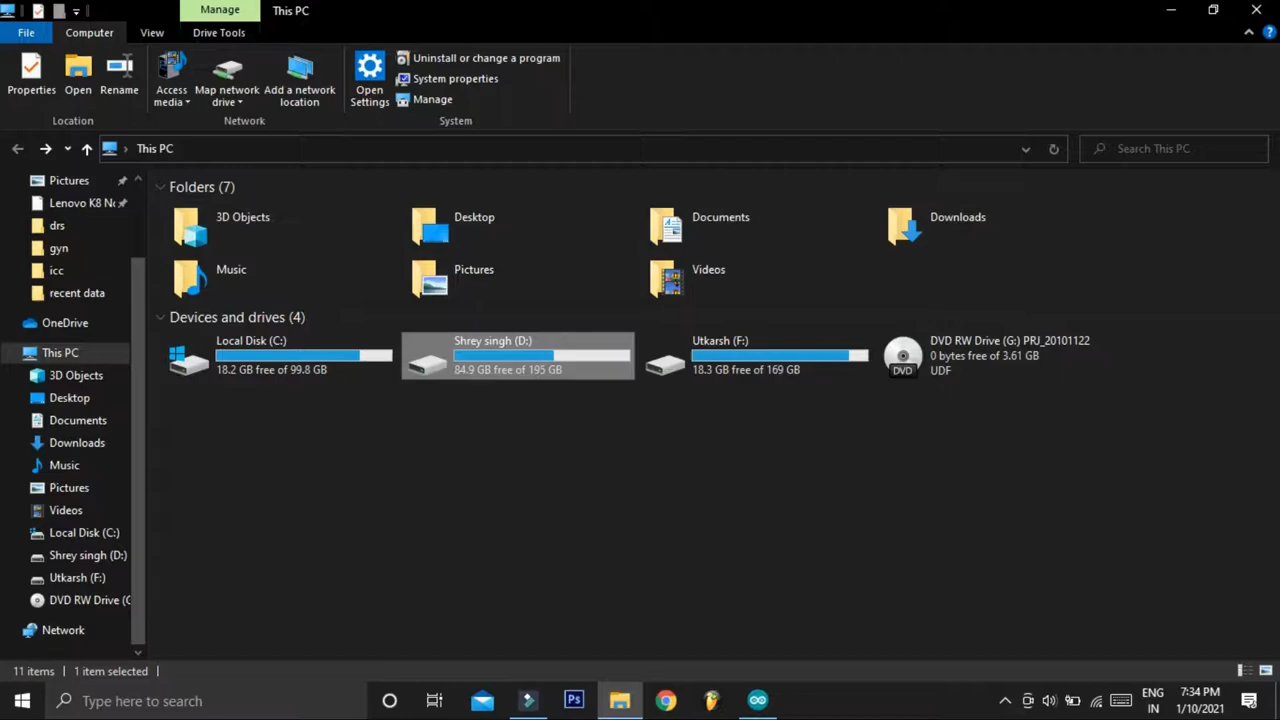 Manage
This PC
File
Computer
View
Drive Tools
Properties
Open
Rename
Access media
Map network drive
Add a network location
Open Settings
Uninstall or change a program
System properties
Manage
Location
Network
System
This PC
Search This PC
Pictures
Lenovo K8 No
drs
gyn
icc
recent data
OneDrive
This PC
3D Objects
Desktop
Documents
Downloads
Music
Pictures
Videos
Local Disk (C:)
Shrey singh (D:)
Utkarsh (F:)
DVD RW Drive (G
Network
Folders (7)
3D Objects
Desktop
Documents
Downloads
Music
Pictures
Videos
Devices and drives (4)
Local Disk (C:)
18.2 GB free of 99.8 GB
Shrey singh (D:)
84.9 GB free of 195 GB
Utkarsh (F:)
18.3 GB free of 169 GB
DVD
DVD RW Drive (G:) PRJ_20101122
0 bytes free of 3.61 GB
UDF
11 items
1 item selected
Type here to search
Ps
ENG
IN
7:34 PM
1/10/2021